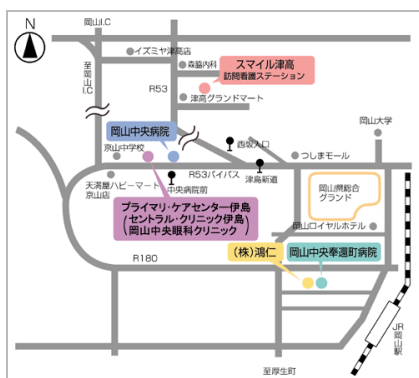 岡山I.C
N
イズミヤ津高店
森脇内科
スマイル津高
訪問看護ステーション
至岡山I.C
R53
津高グランドマート
岡山中央病院
岡山大学
京山中学校
西坂入口
つしまモール
天満屋ハピーマート
京山店
中央病院前
R53バイパス
津島新道
岡山県総合
グランド
プライマリ・ケアセンター伊島
(セントラル・クリニック伊島)
(岡山中央眼科クリニック)
岡山ロイヤルホテル
R180
(株)鴻仁
岡山中央奉還町病院
JR岡山駅
至厚生町